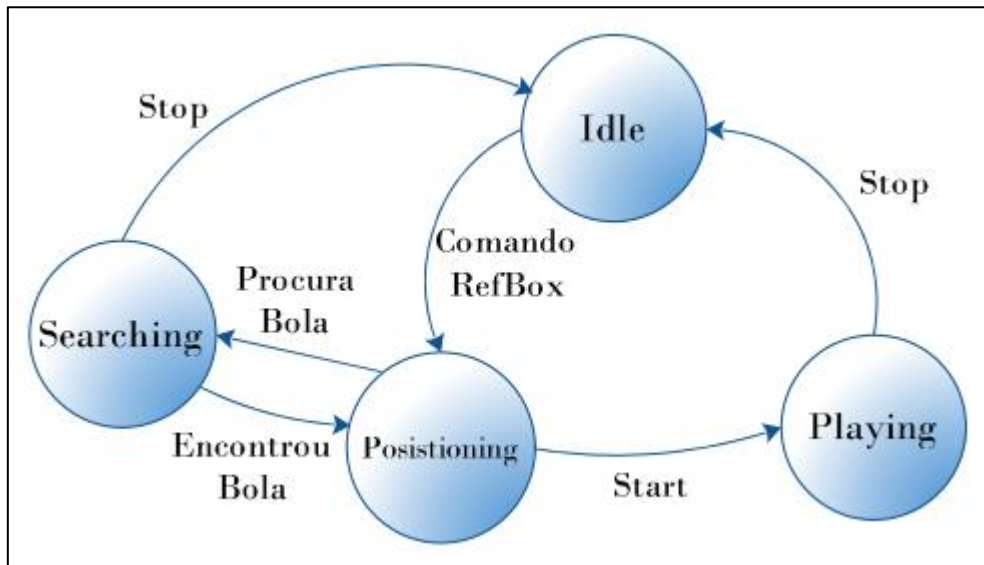 Stop
Idle
Stop
Comando
RefBox
Procura
Bola
Searching
Playing
Encontrou
Bola
Posistioning
Start